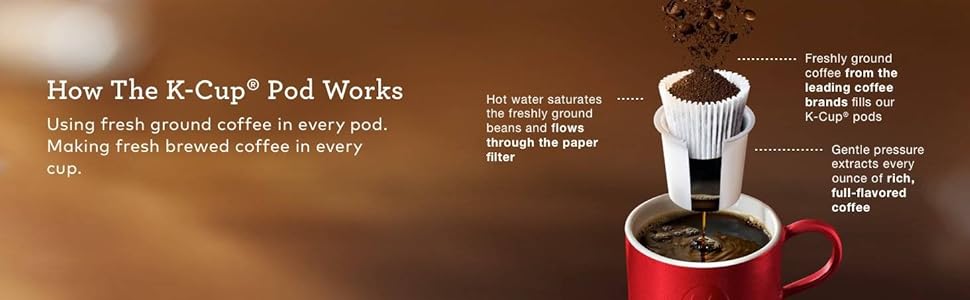 How The K-Cup® Pod Works
Using fresh ground coffee in every pod.
Making fresh brewed coffee in every
cup.
Hot water saturates
the freshly ground
beans and flows
through the paper
filter
Freshly ground
coffee from the
leading coffee
brands fills our
K-Cup® pods
Gentle pressure
extracts every
ounce of rich,
full-flavored
coffee